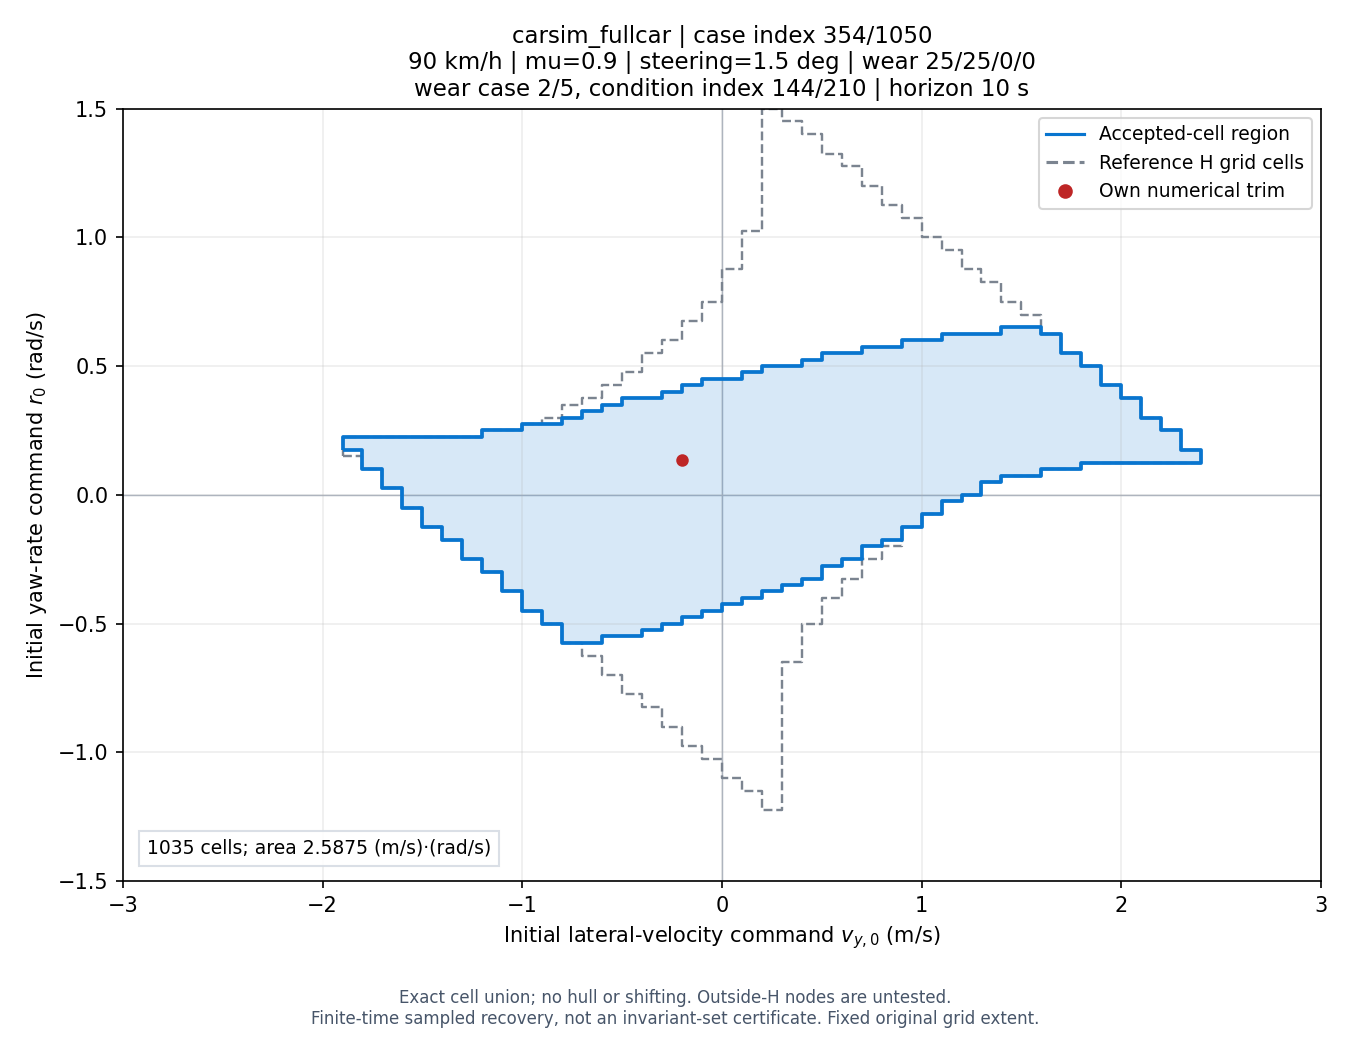 carsim_fullcar | case index 354/1050
90 km/h | mu=0.9 | steering=1.5 deg | wear 25/25/0/0
wear case 2/5, condition index 144/210 | horizon 10 s
Accepted-cell region
Reference H grid cells
Own numerical trim
1.5
1.0
0.5
0.0
−0.5
−1.0
−1.5
Initial yaw-rate command r0 (rad/s)
1035 cells; area 2.5875 (m/s)·(rad/s)
−3
−2
−1
0
1
2
3
Initial lateral-velocity command vy,0 (m/s)
Exact cell union; no hull or shifting. Outside-H nodes are untested.
Finite-time sampled recovery, not an invariant-set certificate. Fixed original grid extent.